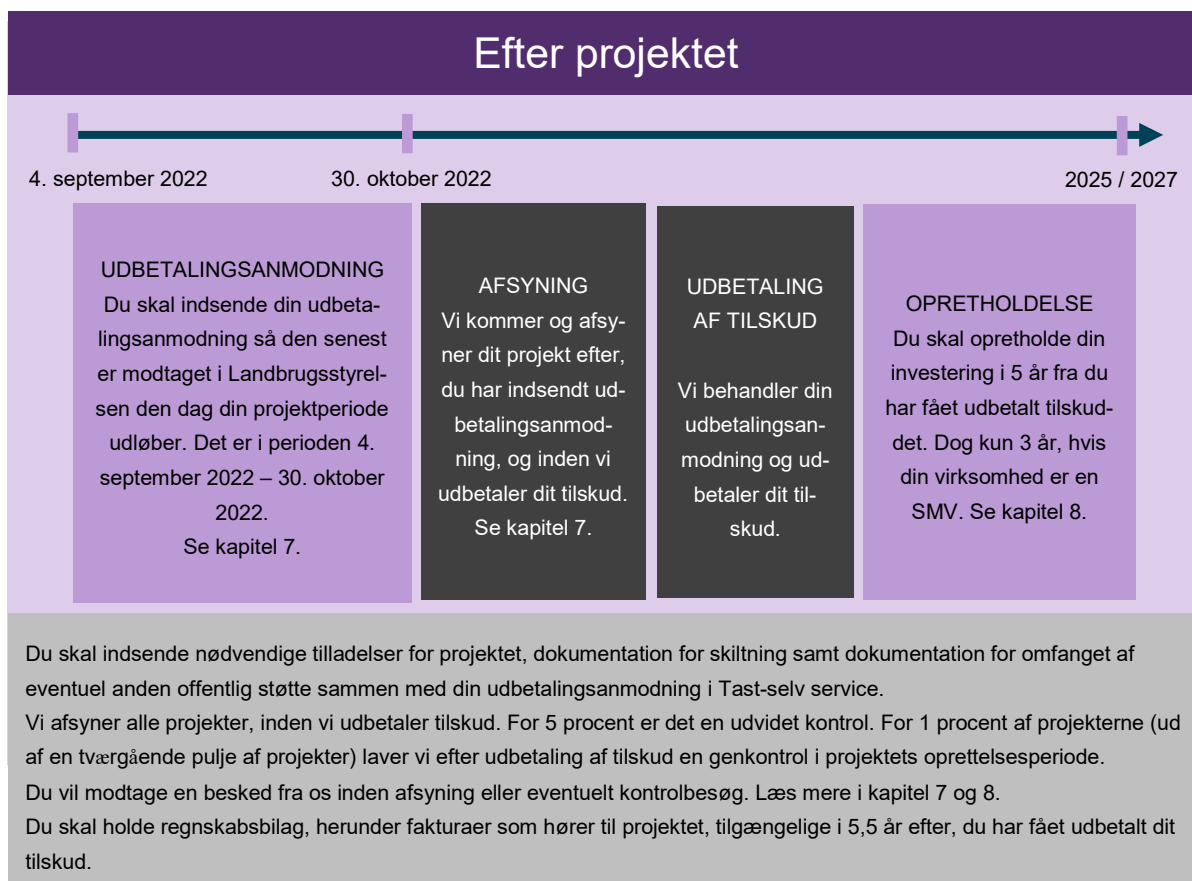 Efter projektet
4. september 2022
30. oktober 2022
2025 / 2027
UDBETALINGSANMODNING
Du skal indsende din udbeta-
lingsanmodning så den senest
er modtaget i Landbrugsstyrel-
sen den dag din projektperiode
udløber. Det er i perioden 4.
september 2022 – 30. oktober
2022.
Se kapitel 7.
AFSYNING
Vi kommer og afsy-
ner dit projekt efter,
du har indsendt ud-
betalingsanmod-
ning, og inden vi
udbetaler dit tilskud.
Se kapitel 7.
UDBETALING
AF TILSKUD
Vi behandler din
udbetalingsan-
modning og ud-
betaler dit til-
skud.
OPRETHOLDELSE
Du skal opretholde din
investering i 5 år fra du
har fået udbetalt tilskud-
det. Dog kun 3 år, hvis
din virksomhed er en
SMV. Se kapitel 8.
Du skal indsende nødvendige tilladelser for projektet, dokumentation for skiltning samt dokumentation for omfanget af
eventuel anden offentlig støtte sammen med din udbetalingsanmodning i Tast-selv service.
Vi afsyner alle projekter, inden vi udbetaler tilskud. For 5 procent er det en udvidet kontrol. For 1 procent af projekterne (ud
af en tværgående pulje af projekter) laver vi efter udbetaling af tilskud en genkontrol i projektets oprettelsesperiode.
Du vil modtage en besked fra os inden afsyning eller eventuelt kontrolbesøg. Læs mere i kapitel 7 og 8.
Du skal holde regnskabsbilag, herunder fakturaer som hører til projektet, tilgængelige i 5,5 år efter, du har fået udbetalt dit
tilskud.